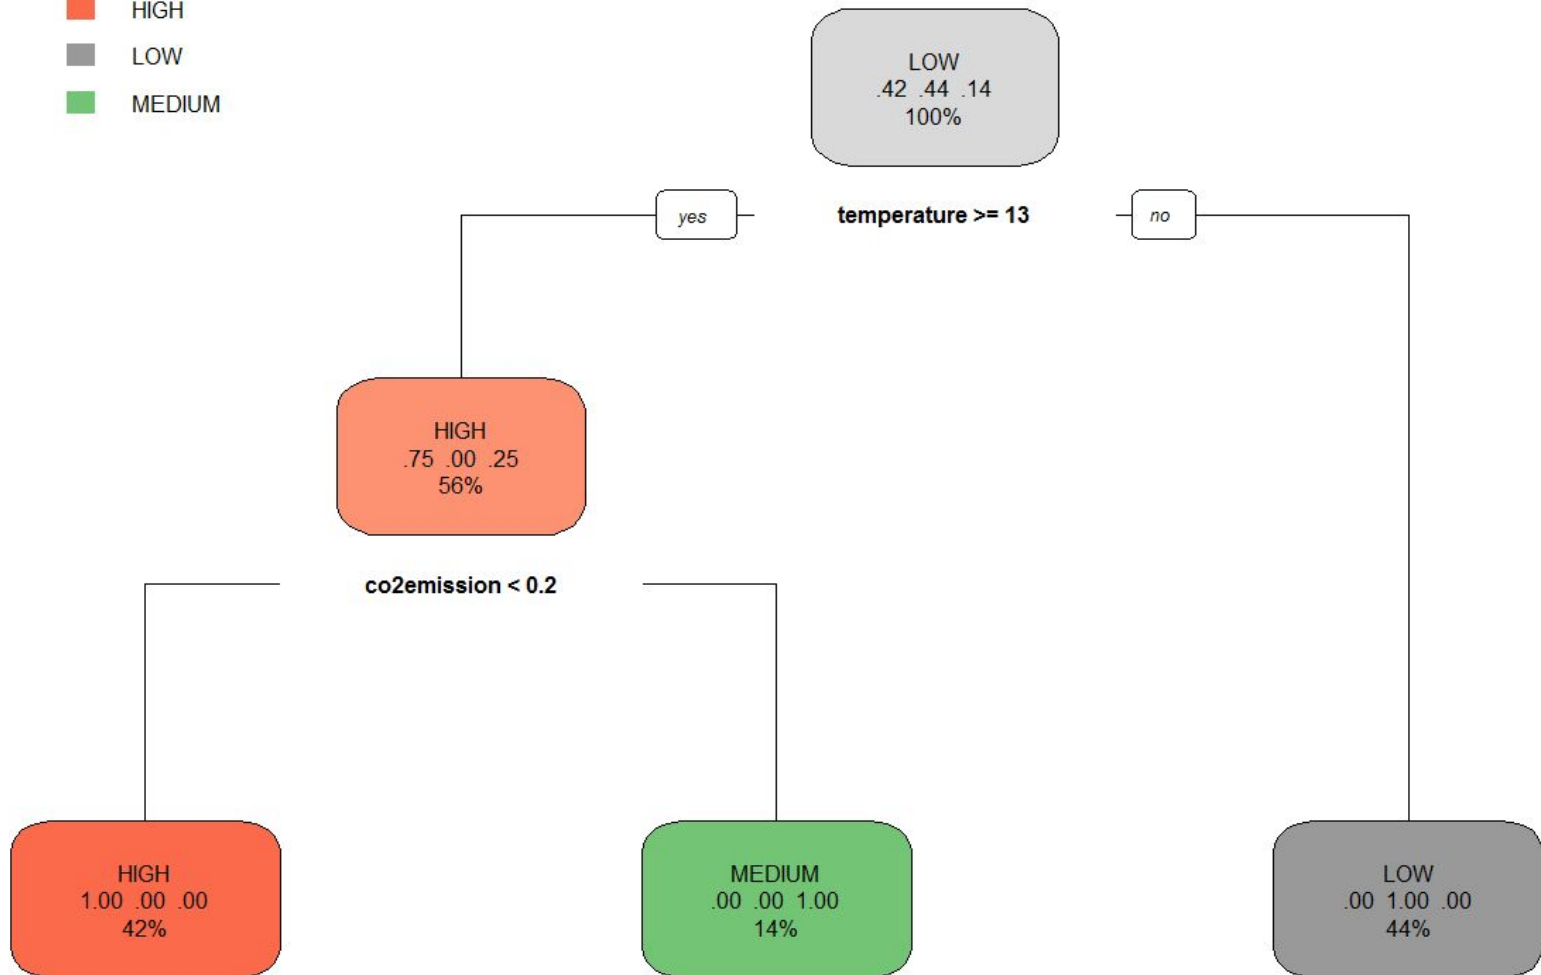 HIGH
LOW
MEDIUM
LOW
.42 .44 .14
100%
yes
temperature >= 13
no
HIGH
.75 .00 .25
56%
co2emission < 0.2
HIGH
1.00 .00 .00
42%
MEDIUM
.00 .00 1.00
14%
LOW
.00 1.00 .00
44%